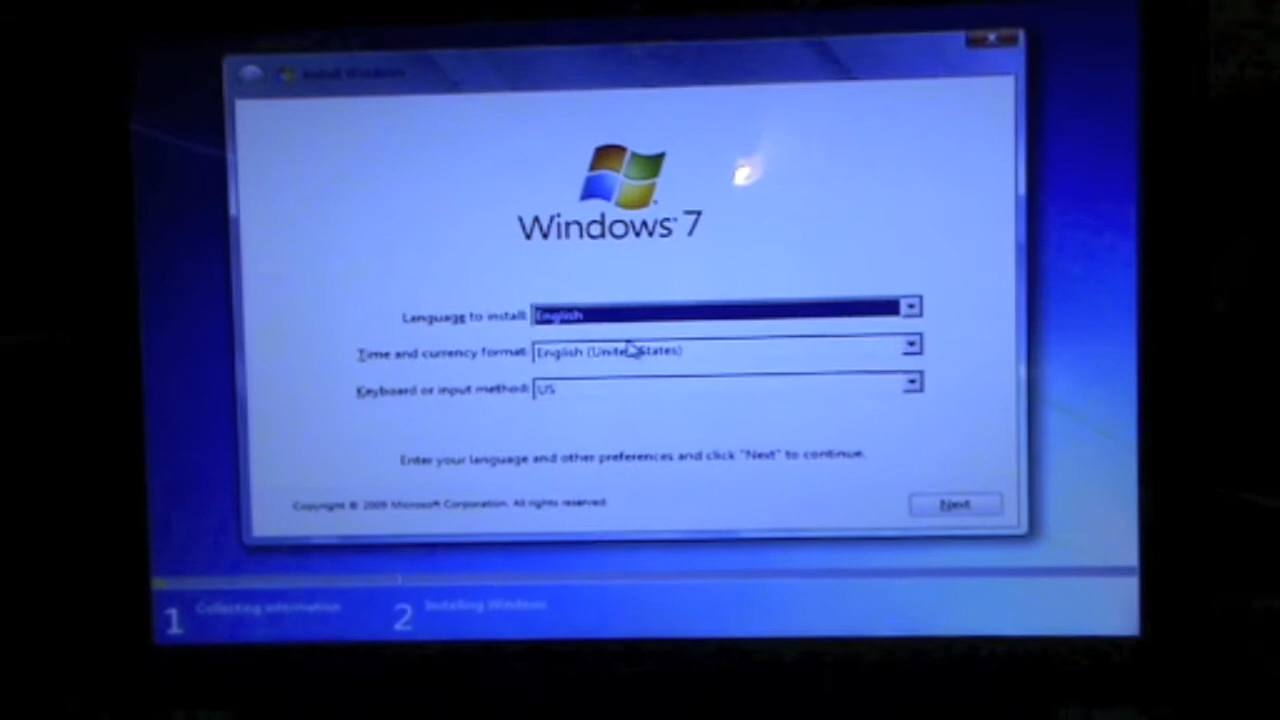 Install Windows
Windows 7
Language to install: English
Time and currency format: English (United States)
Keyboard or input method: US
Enter your language and other preferences and click "Next" to continue.
Copyright © 2009 Microsoft Corporation. All rights reserved.
Next
1 Collecting information 2 Installing Windows